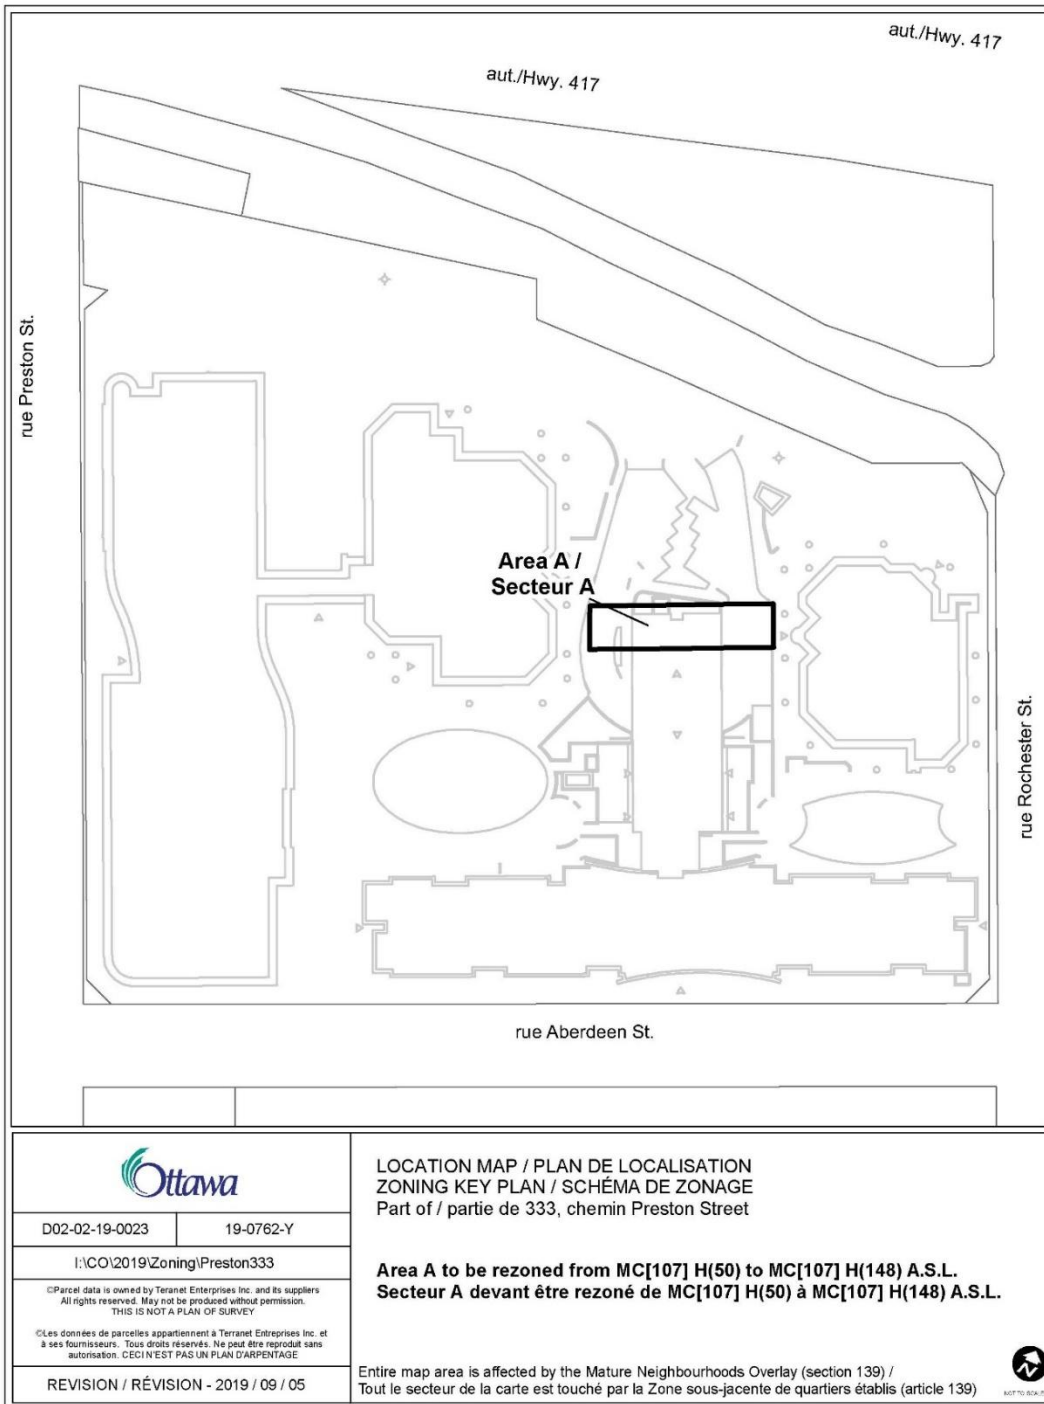 aut./Hwy. 417
aut./Hwy. 417
rue Preston St.
Area A /
Secteur A
rue Rochester St.
rue Aberdeen St.
Ottawa
D02-02-19-0023
19-0762-Y
I:\CO\2019\Zoning\Preston333
©Parcel data is owned by Teranet Enterprises Inc. and its suppliers
All rights reserved. May not be produced without permission.
THIS IS NOT A PLAN OF SURVEY
©Les données de parcelles appartiennent à Terranet Entreprises Inc. et
à ses fournisseurs. Tous droits réservés. Ne peut être reproduit sans
autorisation. CECI N'EST PAS UN PLAN D'ARPENTAGE
REVISION / RÉVISION - 2019 / 09 / 05
LOCATION MAP / PLAN DE LOCALISATION
ZONING KEY PLAN / SCHÉMA DE ZONAGE
Part of / partie de 333, chemin Preston Street
Area A to be rezoned from MC[107] H(50) to MC[107] H(148) A.S.L.
Secteur A devant être rezoné de MC[107] H(50) à MC[107] H(148) A.S.L.
Entire map area is affected by the Mature Neighbourhoods Overlay (section 139) /
Tout le secteur de la carte est touché par la Zone sous-jacente de quartiers établis (article 139)
N
NOT TO SCALE